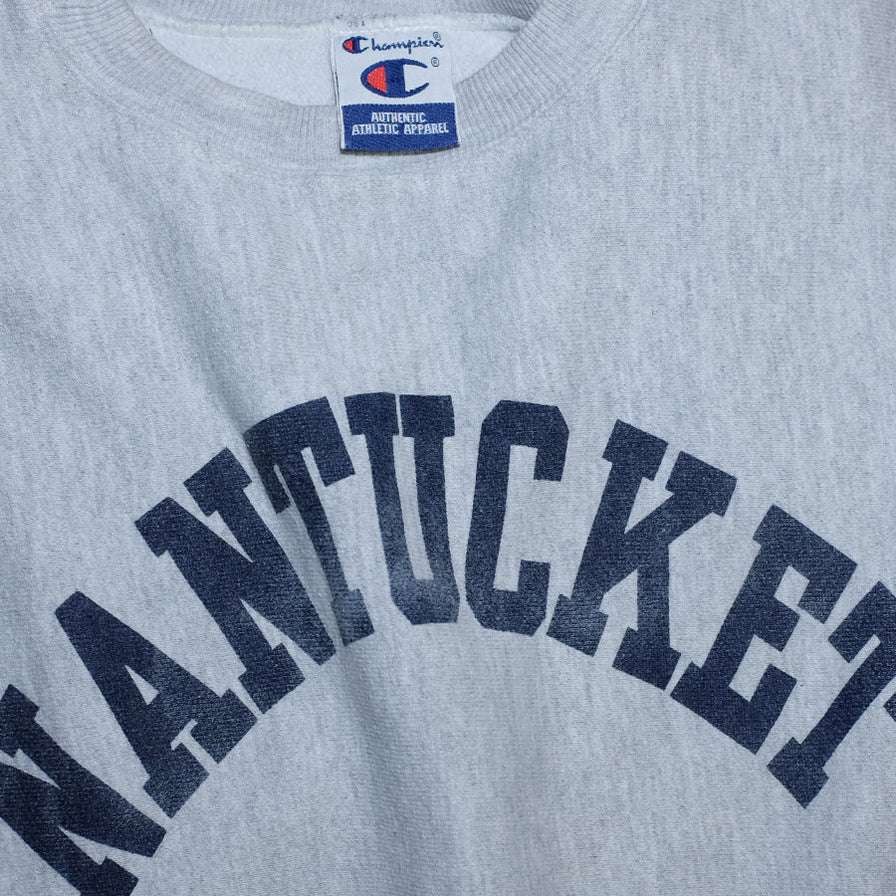 Champion®
®
AUTHENTIC
ATHLETIC APPAREL
NANTUCKET